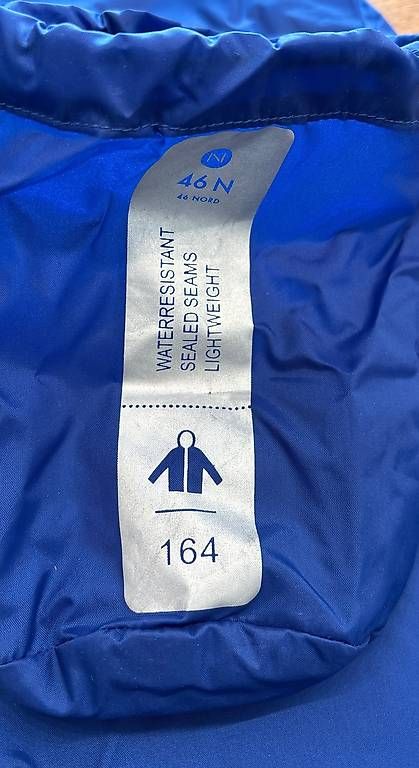 N
46 N
46 NORD
WATERRESISTANT
SEALED SEAMS
LIGHTWEIGHT
164